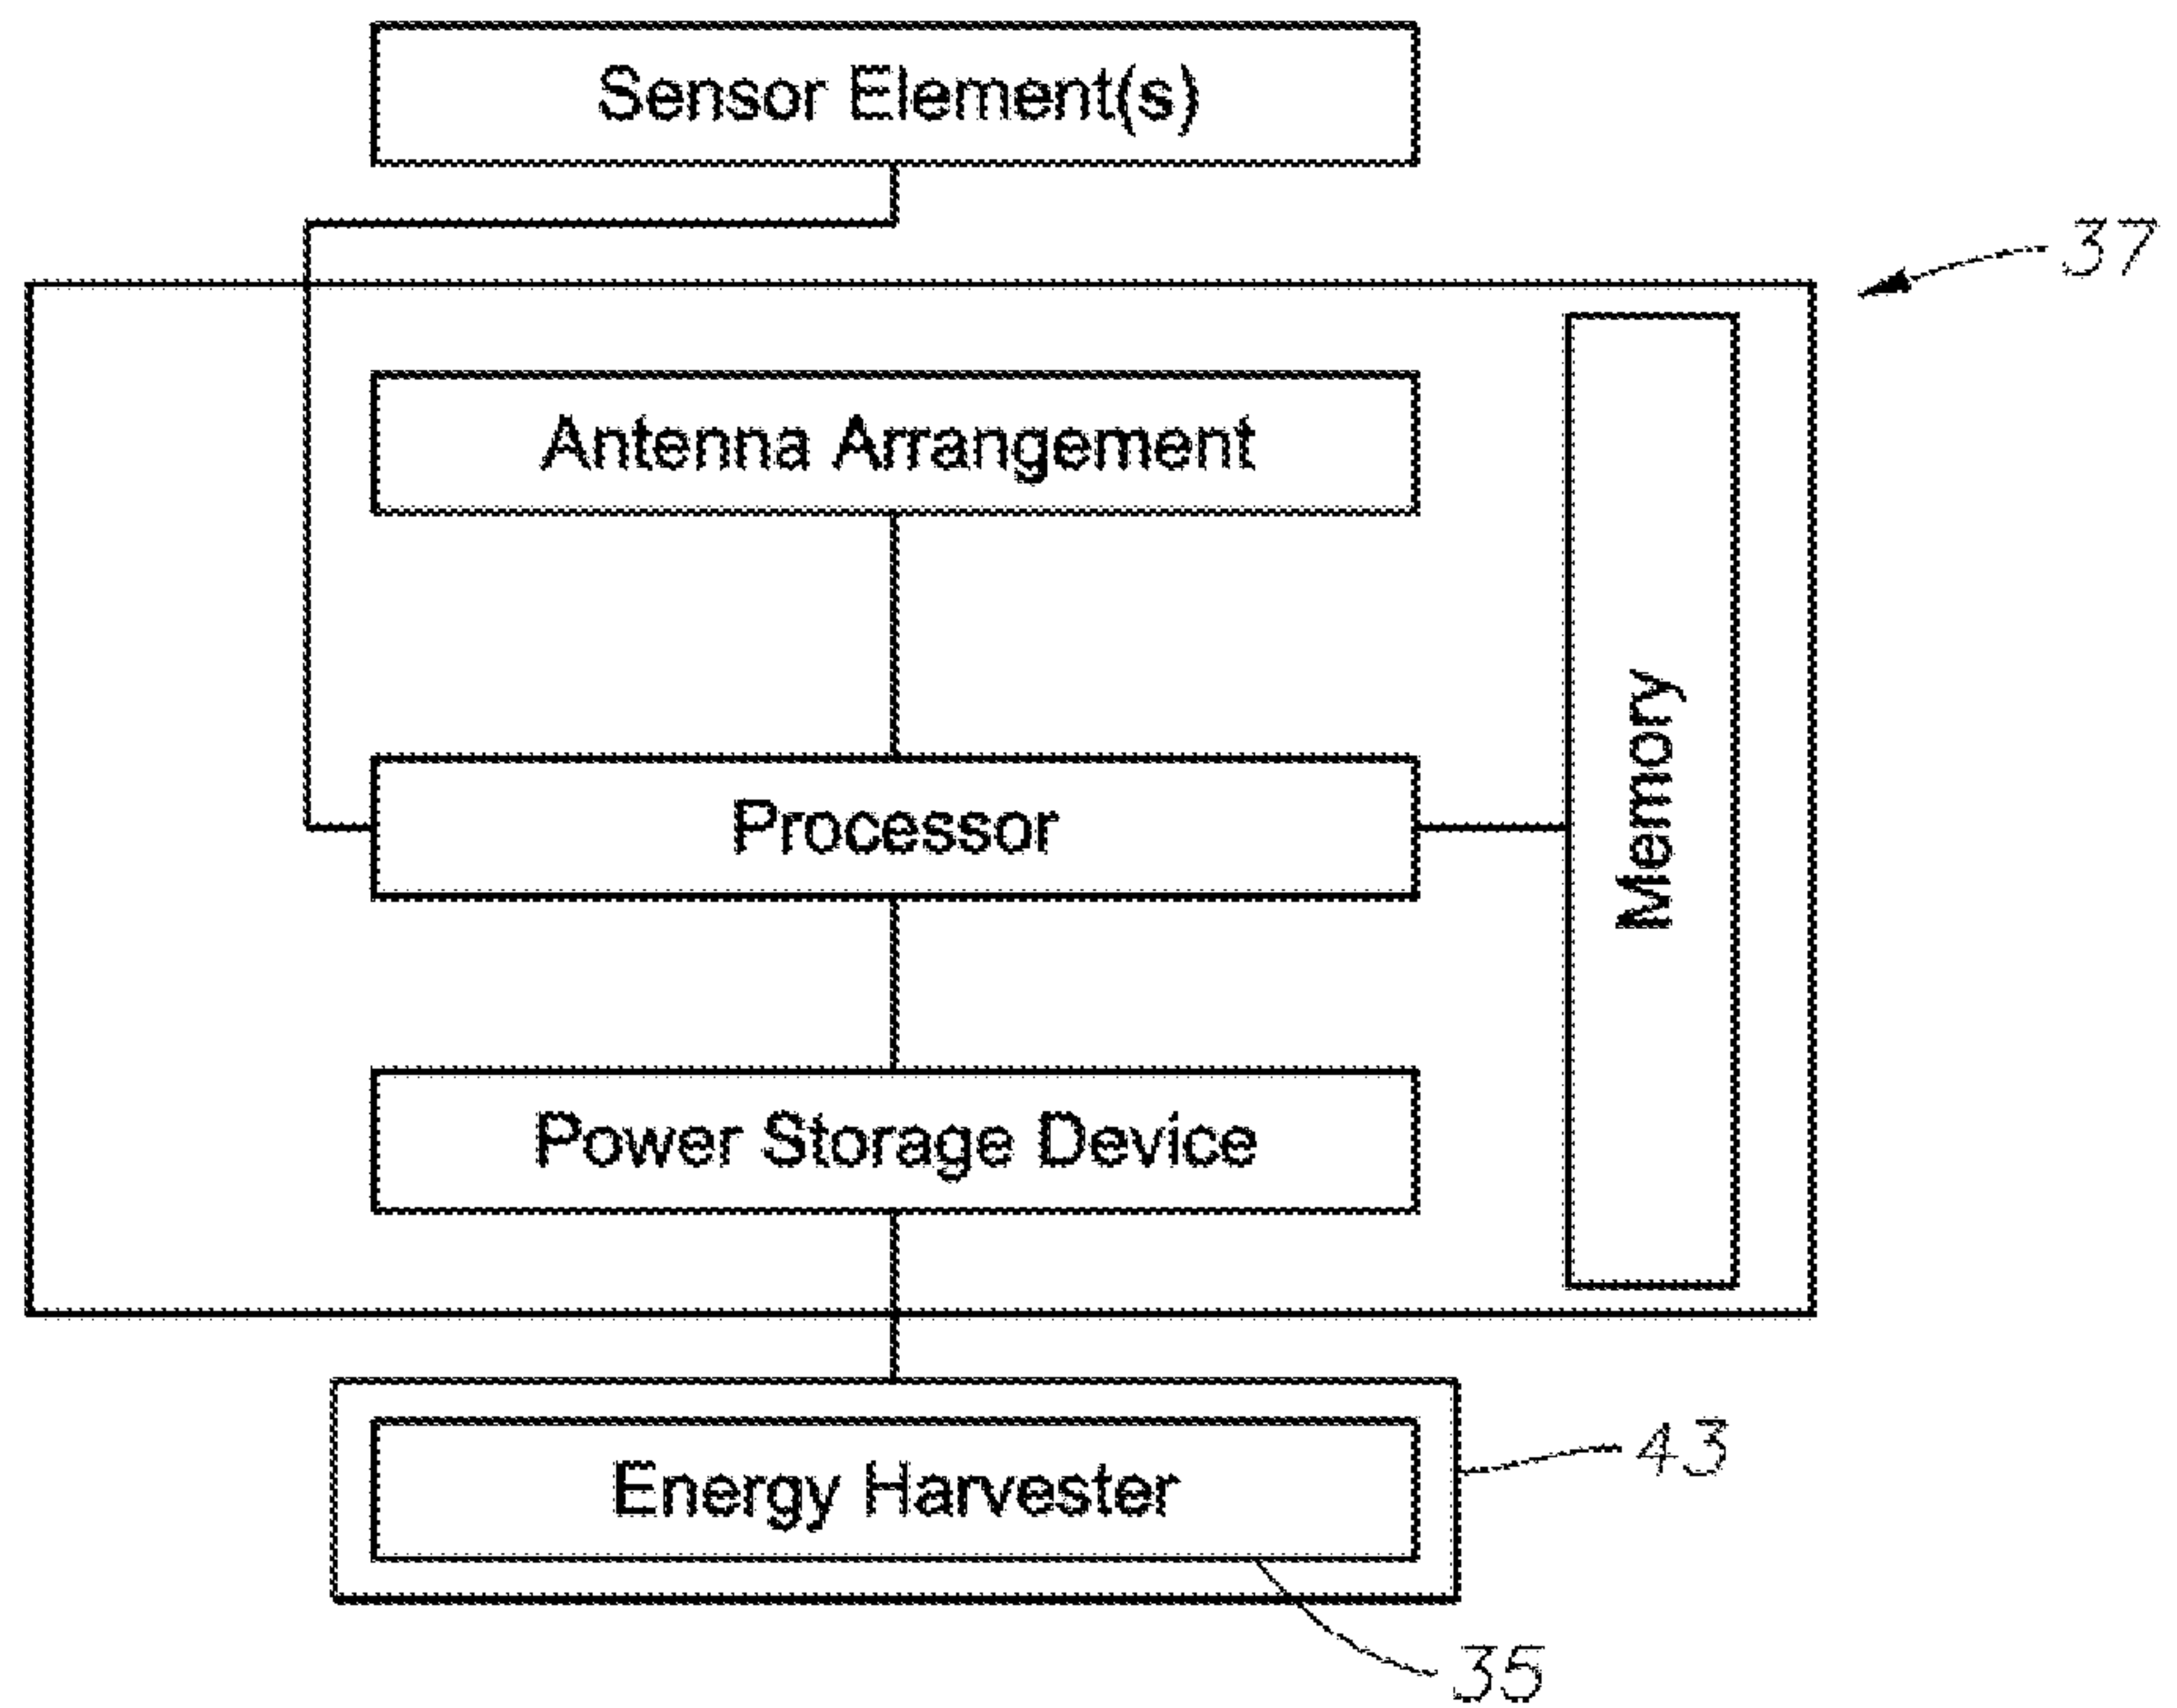 Sensor Element(s)
37
Antenna Arrangement
Processor
Memory
Power Storage Device
Energy Harvester
43
35